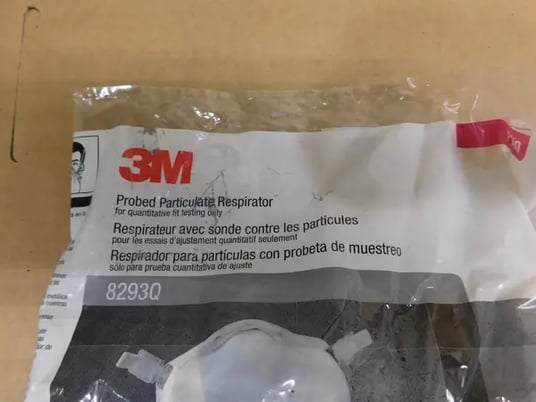 3M
Probed Particulate Respirator
for quantitative fit testing only
Respirateur avec sonde contre les particules
pour les essais d'ajustement quantitatif seulement
Respirador para partículas con probeta de muestreo
sólo para prueba cuantitativa de ajuste
8293Q